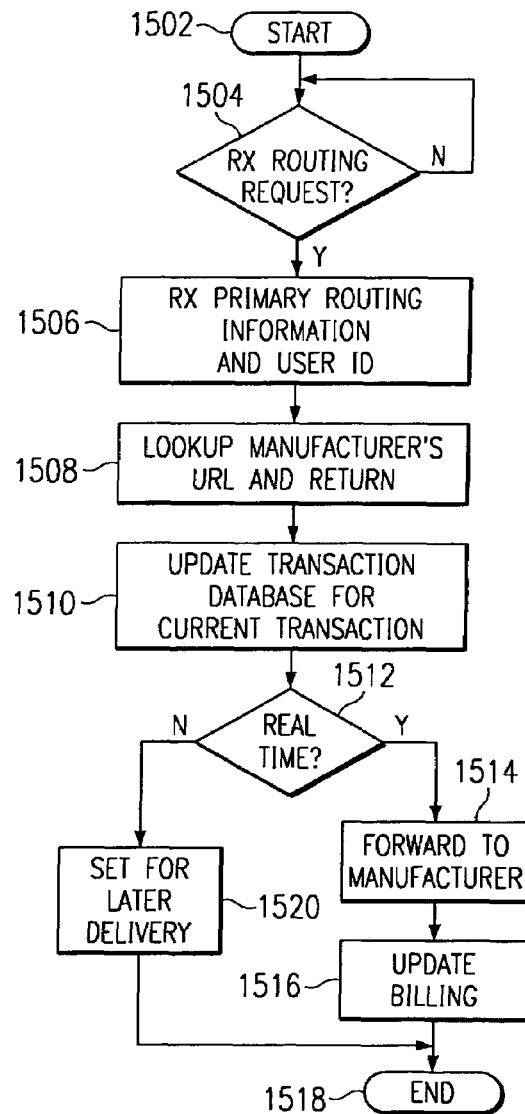 1502
START
1504
RX ROUTING
REQUEST?
N
Y
1506
RX PRIMARY ROUTING
INFORMATION
AND USER ID
1508
LOOKUP MANUFACTURER'S
URL AND RETURN
1510
UPDATE TRANSACTION
DATABASE FOR
CURRENT TRANSACTION
1512
N
REAL
TIME?
Y
1514
FORWARD TO
MANUFACTURER
SET FOR
LATER
DELIVERY
1520
1516
UPDATE
BILLING
1518
END